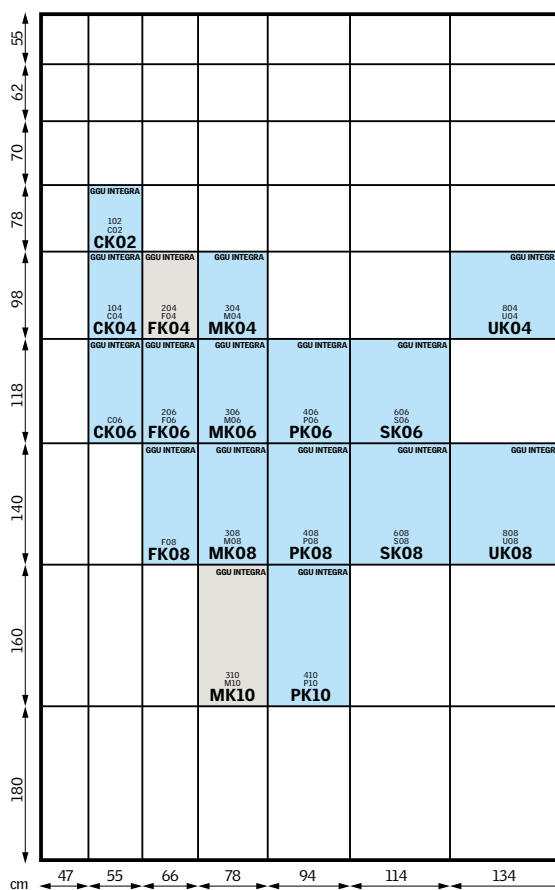 55
62
70
78
GGU INTEGRA
102
C02
CK02
98
GGU INTEGRA
104
C04
CK04
GGU INTEGRA
204
F04
FK04
GGU INTEGRA
304
M04
MK04
GGU INTEGRA
804
U04
UK04
118
GGU INTEGRA
C06
CK06
GGU INTEGRA
206
F06
FK06
GGU INTEGRA
306
M06
MK06
GGU INTEGRA
406
P06
PK06
GGU INTEGRA
606
S06
SK06
140
GGU INTEGRA
F08
FK08
GGU INTEGRA
308
M08
MK08
GGU INTEGRA
408
P08
PK08
GGU INTEGRA
608
S08
SK08
GGU INTEGRA
808
U08
UK08
160
GGU INTEGRA
310
M10
MK10
GGU INTEGRA
410
P10
PK10
180
cm 47 55 66 78 94 114 134